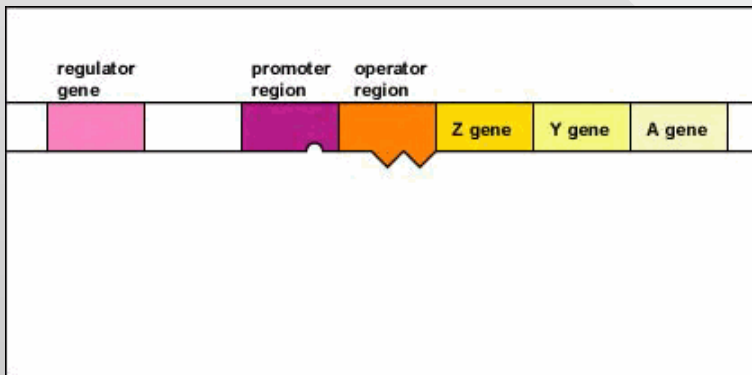 regulator
gene
promoter
region
operator
region
Z gene
Y gene
A gene